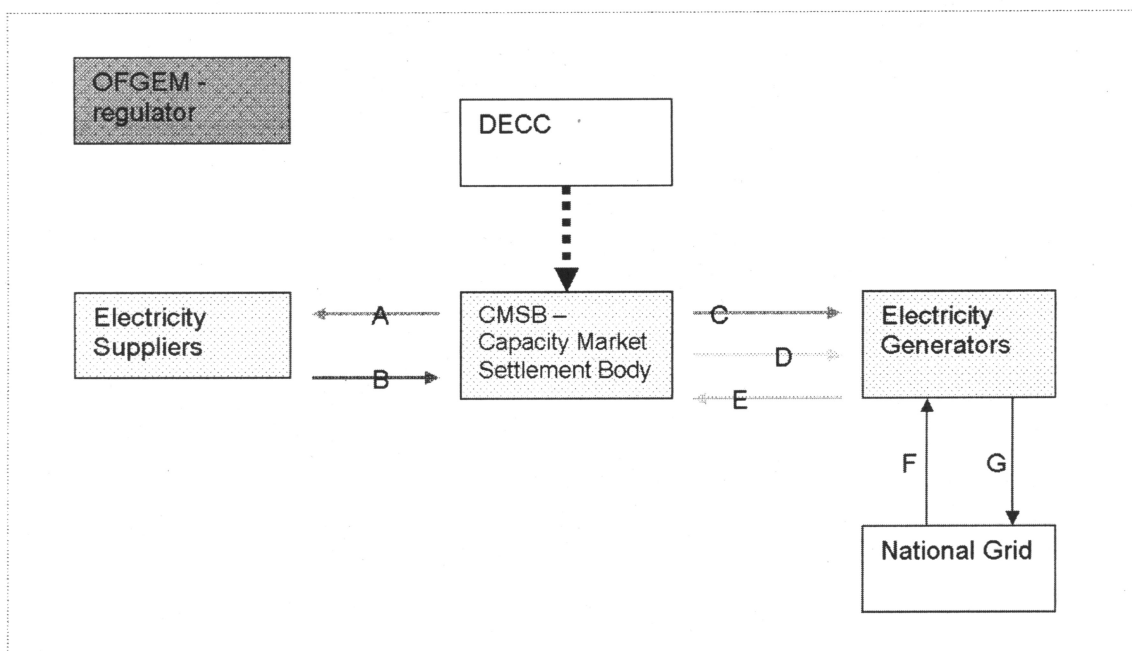 OFGEM -
regulator
DECC
Electricity
Suppliers
A
B
CMSB –
Capacity Market
Settlement Body
C
D
E
Electricity
Generators
F
G
National Grid